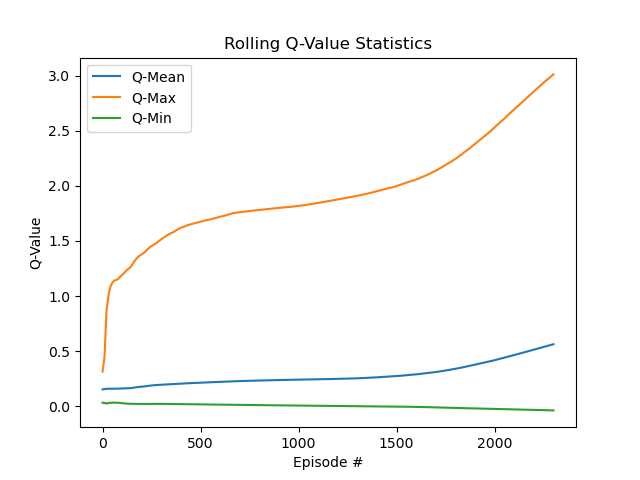 Rolling Q-Value Statistics
Q-Mean
Q-Max
Q-Min
Q-Value
3.0
2.5
2.0
1.5
1.0
0.5
0.0
0 500 1000 1500 2000
Episode #